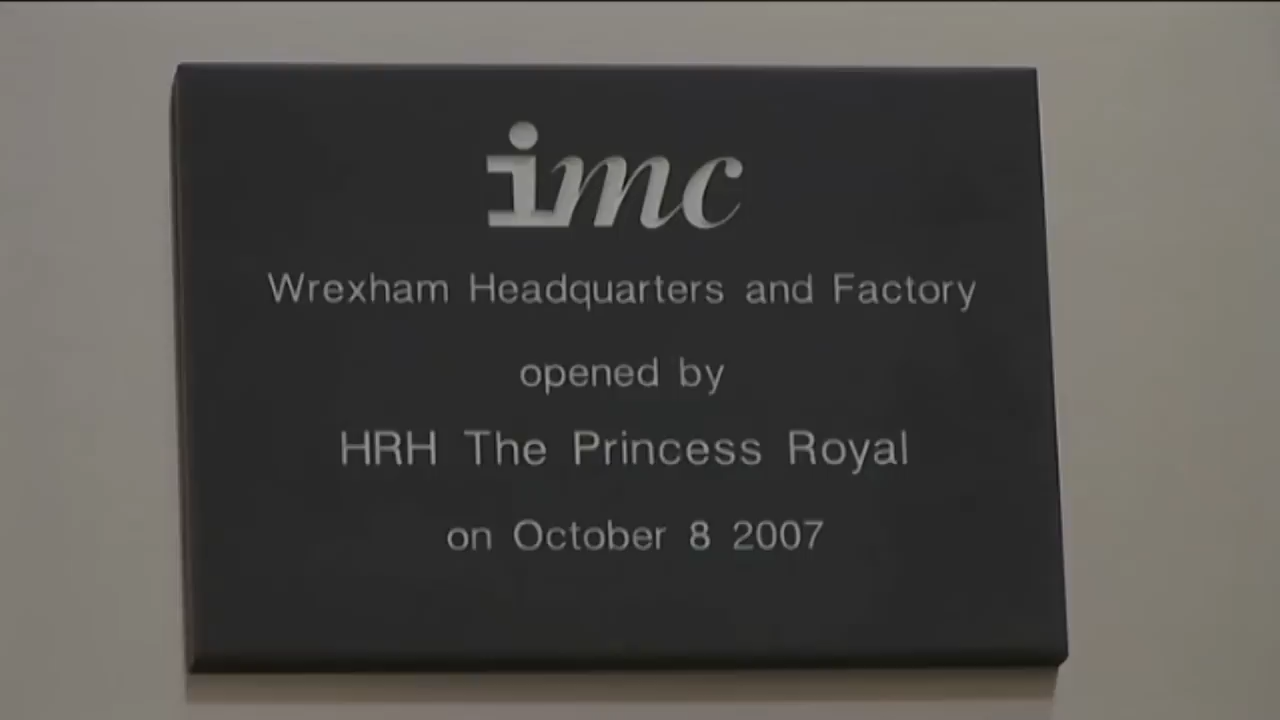 imc
Wrexham Headquarters and Factory
opened by
HRH The Princess Royal
on October 8 2007